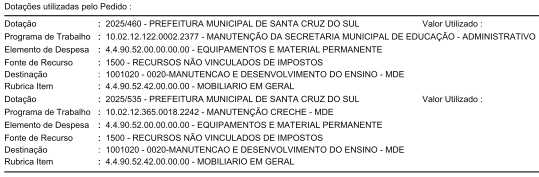 Dotações utilizadas pelo Pedido :
Dotação : 2025/460 - PREFEITURA MUNICIPAL DE SANTA CRUZ DO SUL Valor Utilizado :
Programa de Trabalho : 10.02.12.122.0002.2377 - MANUTENÇÃO DA SECRETARIA MUNICIPAL DE EDUCAÇÃO - ADMINISTRATIVO
Elemento de Despesa : 4.4.90.52.00.00.00.00 - EQUIPAMENTOS E MATERIAL PERMANENTE
Fonte de Recurso : 1500 - RECURSOS NÃO VINCULADOS DE IMPOSTOS
Destinação : 1001020 - 0020-MANUTENCAO E DESENVOLVIMENTO DO ENSINO - MDE
Rubrica Item : 4.4.90.52.42.00.00.00 - MOBILIARIO EM GERAL
Dotação : 2025/535 - PREFEITURA MUNICIPAL DE SANTA CRUZ DO SUL Valor Utilizado :
Programa de Trabalho : 10.02.12.365.0018.2242 - MANUTENÇÃO CRECHE - MDE
Elemento de Despesa : 4.4.90.52.00.00.00.00 - EQUIPAMENTOS E MATERIAL PERMANENTE
Fonte de Recurso : 1500 - RECURSOS NÃO VINCULADOS DE IMPOSTOS
Destinação : 1001020 - 0020-MANUTENCAO E DESENVOLVIMENTO DO ENSINO - MDE
Rubrica Item : 4.4.90.52.42.00.00.00 - MOBILIARIO EM GERAL